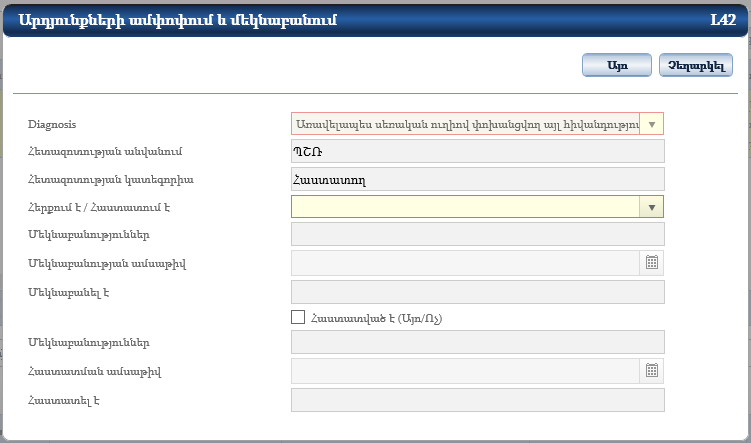 Արդյունքների ամփոփում և մեկնաբանում L42
Այո Չեղարկել
Diagnosis Առավելապես սեռական ուղիով փոխանցվող այլ հիվանդություն
Հետազոտության անվանում ՊՇՌ
Հետազոտության կատեգորիա Հաստատող
Հերքում է / Հաստատում է
Մեկնաբանություններ
Մեկնաբանության ամսաթիվ
Մեկնաբանել է
Հաստատված է (Այո/Ոչ)
Մեկնաբանություններ
Հաստատման ամսաթիվ
Հաստատել է